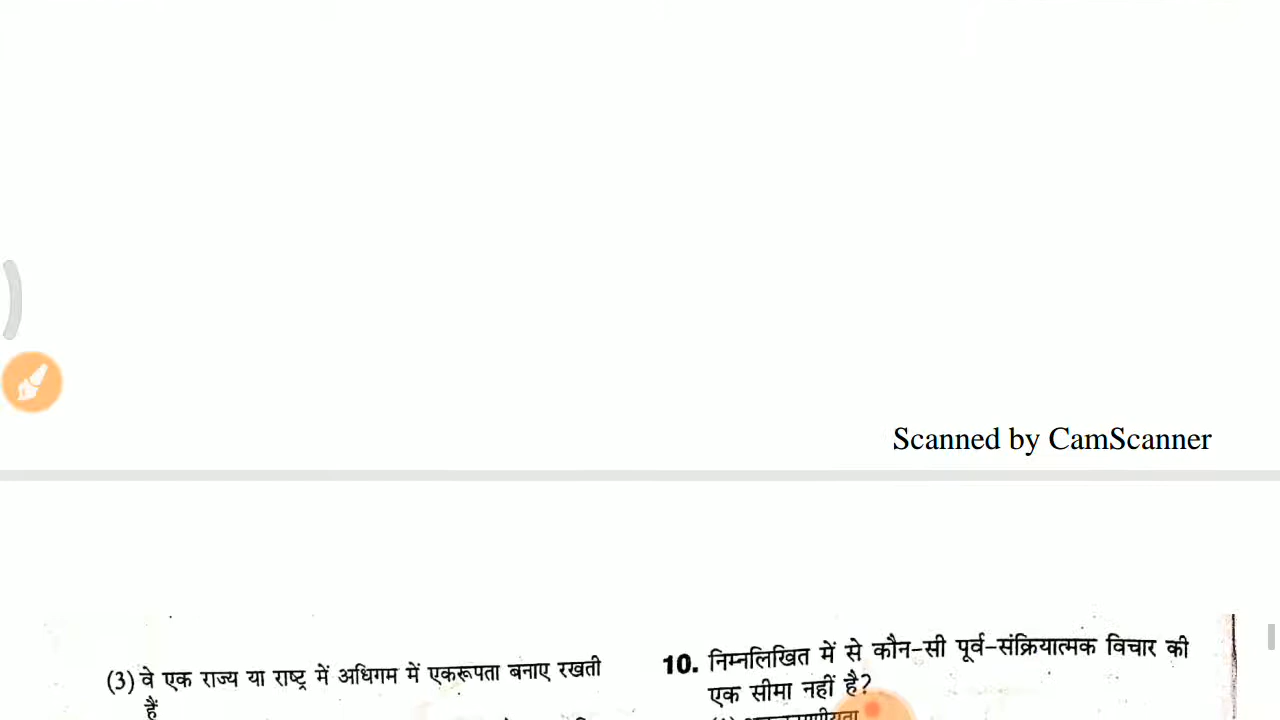 Scanned by CamScanner
(3) वे एक राज्य या राष्ट्र में अधिगम में एकरूपता बनाए रखती
हैं
10. निम्नलिखित में से कौन-सी पूर्व-संक्रियात्मक विचार की
एक सीमा नहीं है?